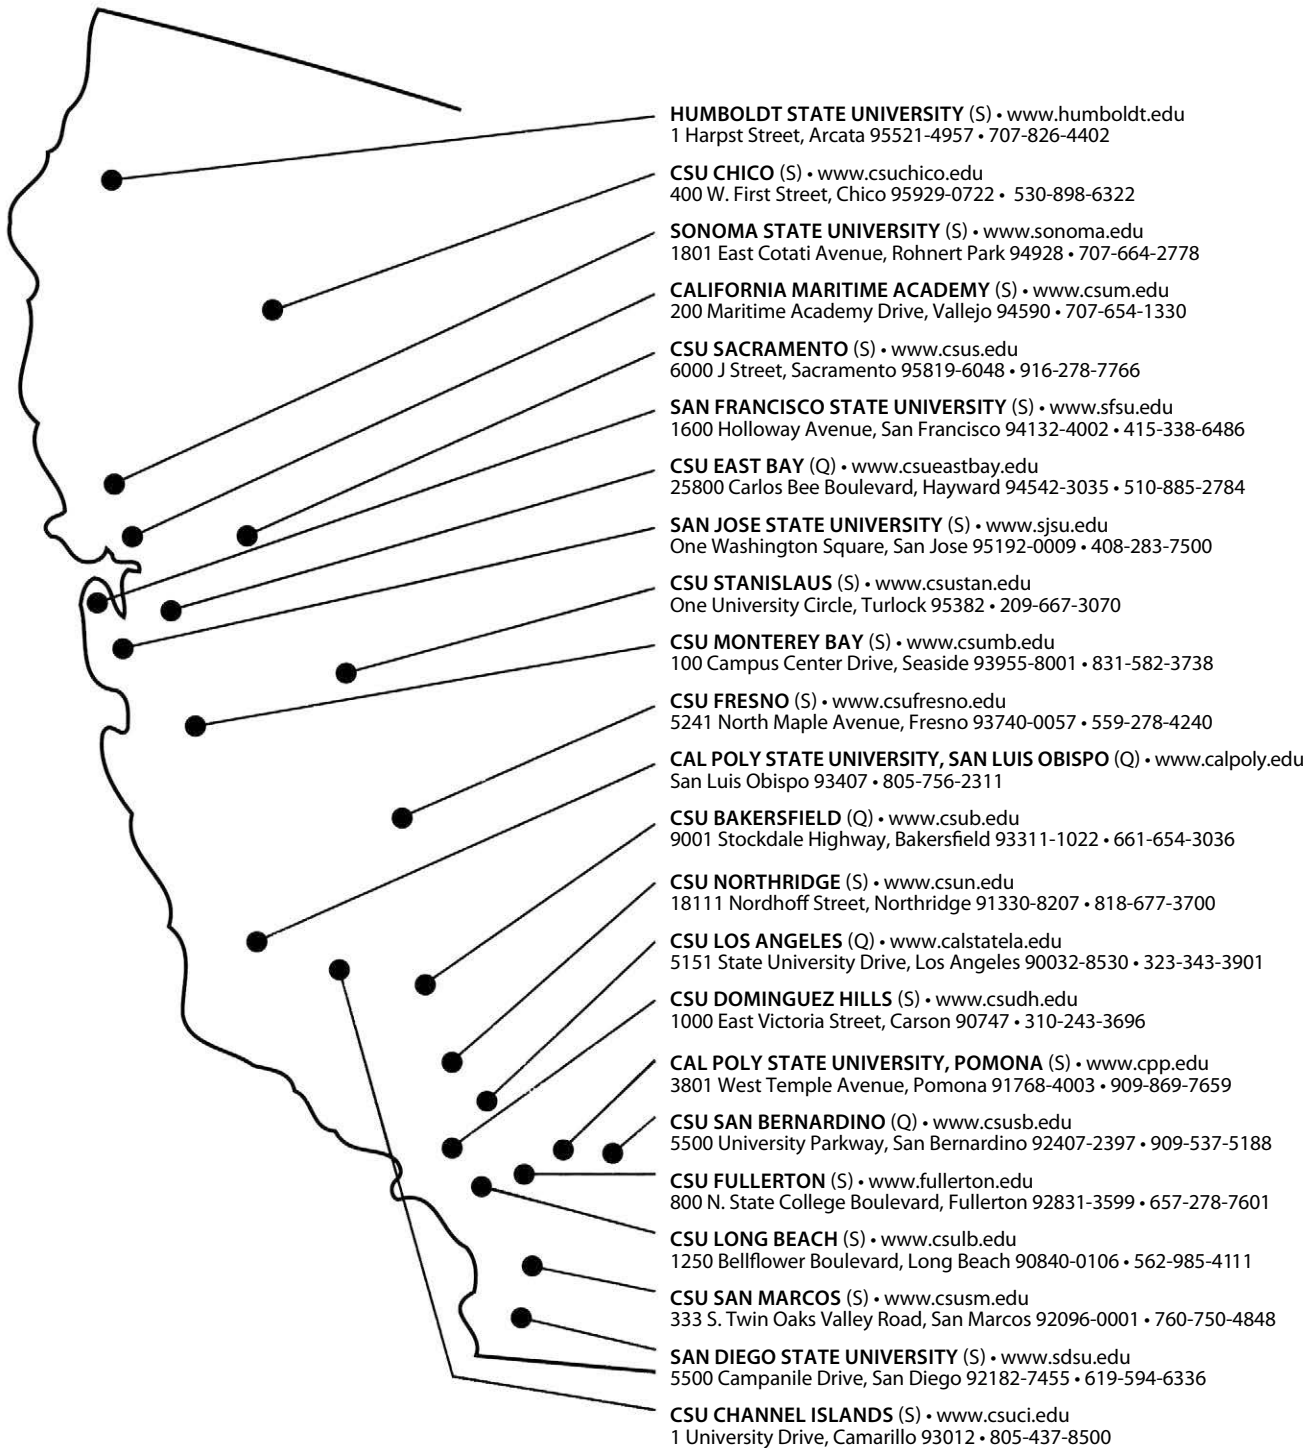 HUMBOLDT STATE UNIVERSITY (S) • www.humboldt.edu
1 Harpst Street, Arcata 95521-4957 • 707-826-4402
CSU CHICO (S) • www.csuchico.edu
400 W. First Street, Chico 95929-0722 • 530-898-6322
SONOMA STATE UNIVERSITY (S) • www.sonoma.edu
1801 East Cotati Avenue, Rohnert Park 94928 • 707-664-2778
CALIFORNIA MARITIME ACADEMY (S) • www.csum.edu
200 Maritime Academy Drive, Vallejo 94590 • 707-654-1330
CSU SACRAMENTO (S) • www.csus.edu
6000 J Street, Sacramento 95819-6048 • 916-278-7766
SAN FRANCISCO STATE UNIVERSITY (S) • www.sfsu.edu
1600 Holloway Avenue, San Francisco 94132-4002 • 415-338-6486
CSU EAST BAY (Q) • www.csueastbay.edu
25800 Carlos Bee Boulevard, Hayward 94542-3035 • 510-885-2784
SAN JOSE STATE UNIVERSITY (S) • www.sjsu.edu
One Washington Square, San Jose 95192-0009 • 408-283-7500
CSU STANISLAUS (S) • www.csustan.edu
One University Circle, Turlock 95382 • 209-667-3070
CSU MONTEREY BAY (S) • www.csumb.edu
100 Campus Center Drive, Seaside 93955-8001 • 831-582-3738
CSU FRESNO (S) • www.csufresno.edu
5241 North Maple Avenue, Fresno 93740-0057 • 559-278-4240
CAL POLY STATE UNIVERSITY, SAN LUIS OBISPO (Q) • www.calpoly.edu
San Luis Obispo 93407 • 805-756-2311
CSU BAKERSFIELD (Q) • www.csub.edu
9001 Stockdale Highway, Bakersfield 93311-1022 • 661-654-3036
CSU NORTHRIDGE (S) • www.csun.edu
18111 Nordhoff Street, Northridge 91330-8207 • 818-677-3700
CSU LOS ANGELES (Q) • www.calstatela.edu
5151 State University Drive, Los Angeles 90032-8530 • 323-343-3901
CSU DOMINGUEZ HILLS (S) • www.csudh.edu
1000 East Victoria Street, Carson 90747 • 310-243-3696
CAL POLY STATE UNIVERSITY, POMONA (S) • www.cpp.edu
3801 West Temple Avenue, Pomona 91768-4003 • 909-869-7659
CSU SAN BERNARDINO (Q) • www.csusb.edu
5500 University Parkway, San Bernardino 92407-2397 • 909-537-5188
CSU FULLERTON (S) • www.fullerton.edu
800 N. State College Boulevard, Fullerton 92831-3599 • 657-278-7601
CSU LONG BEACH (S) • www.csulb.edu
1250 Bellflower Boulevard, Long Beach 90840-0106 • 562-985-4111
CSU SAN MARCOS (S) • www.csusm.edu
333 S. Twin Oaks Valley Road, San Marcos 92096-0001 • 760-750-4848
SAN DIEGO STATE UNIVERSITY (S) • www.sdsu.edu
5500 Campanile Drive, San Diego 92182-7455 • 619-594-6336
CSU CHANNEL ISLANDS (S) • www.csuci.edu
1 University Drive, Camarillo 93012 • 805-437-8500